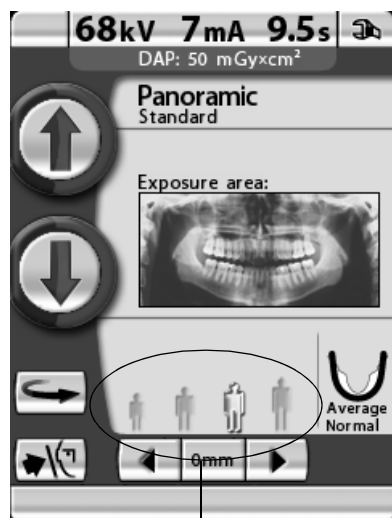 68kV 7mA 9.5s
DAP: 50 mGy×cm²
Panoramic
Standard
Exposure area:
Average
Normal
0mm